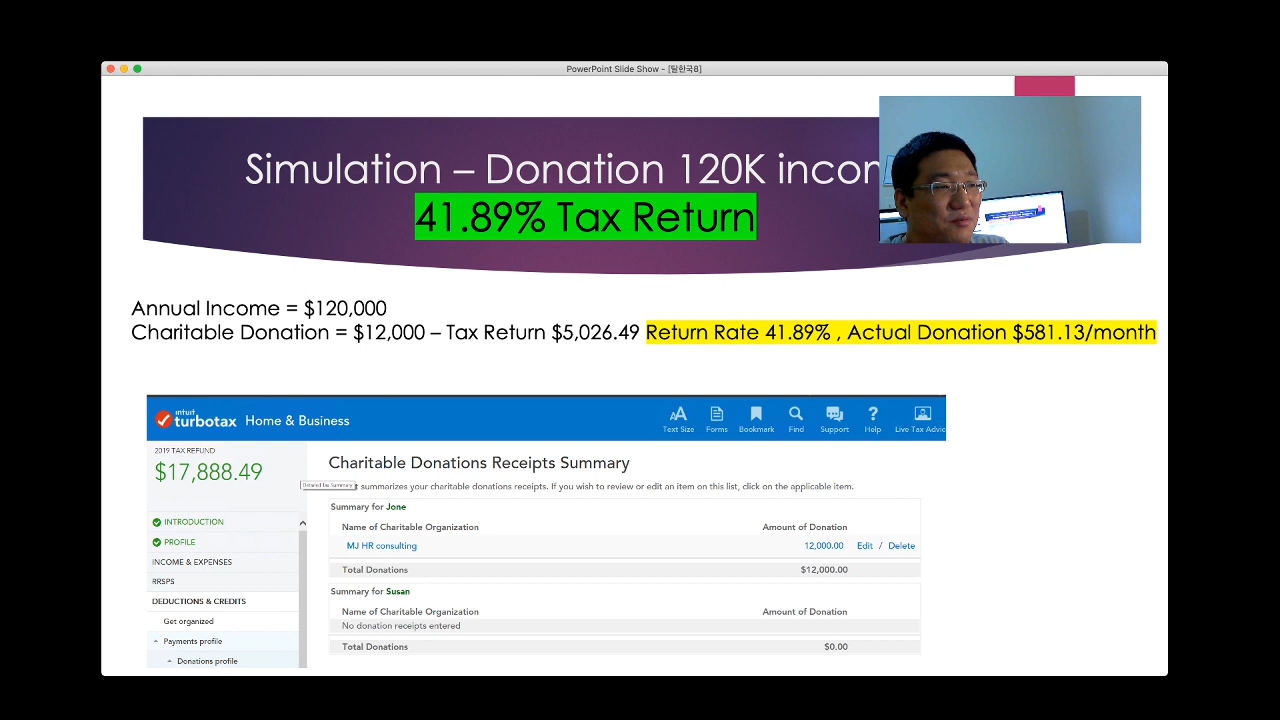 PowerPoint Slide Show - [탈한국8]
Simulation – Donation 120K incom
41.89% Tax Return
Annual Income = $120,000
Charitable Donation = $12,000 – Tax Return $5,026.49 Return Rate 41.89% , Actual Donation $581.13/month
intuit
turbotax Home & Business
Text Size Forms Bookmark Find Support Help Live Tax Advic
2019 TAX REFUND
$17,888.49
Charitable Donations Receipts Summary
Detailed Tax Summary
summarizes your charitable donations receipts. If you wish to review or edit an item on this list, click on the applicable item.
Summary for Jone
INTRODUCTION
Name of Charitable Organization Amount of Donation
PROFILE
MJ HR consulting 12,000.00 Edit / Delete
INCOME & EXPENSES
Total Donations $12,000.00
RRSPS
Summary for Susan
DEDUCTIONS & CREDITS
Name of Charitable Organization Amount of Donation
Get organized
No donation receipts entered
Payments profile
Total Donations $0.00
Donations profile